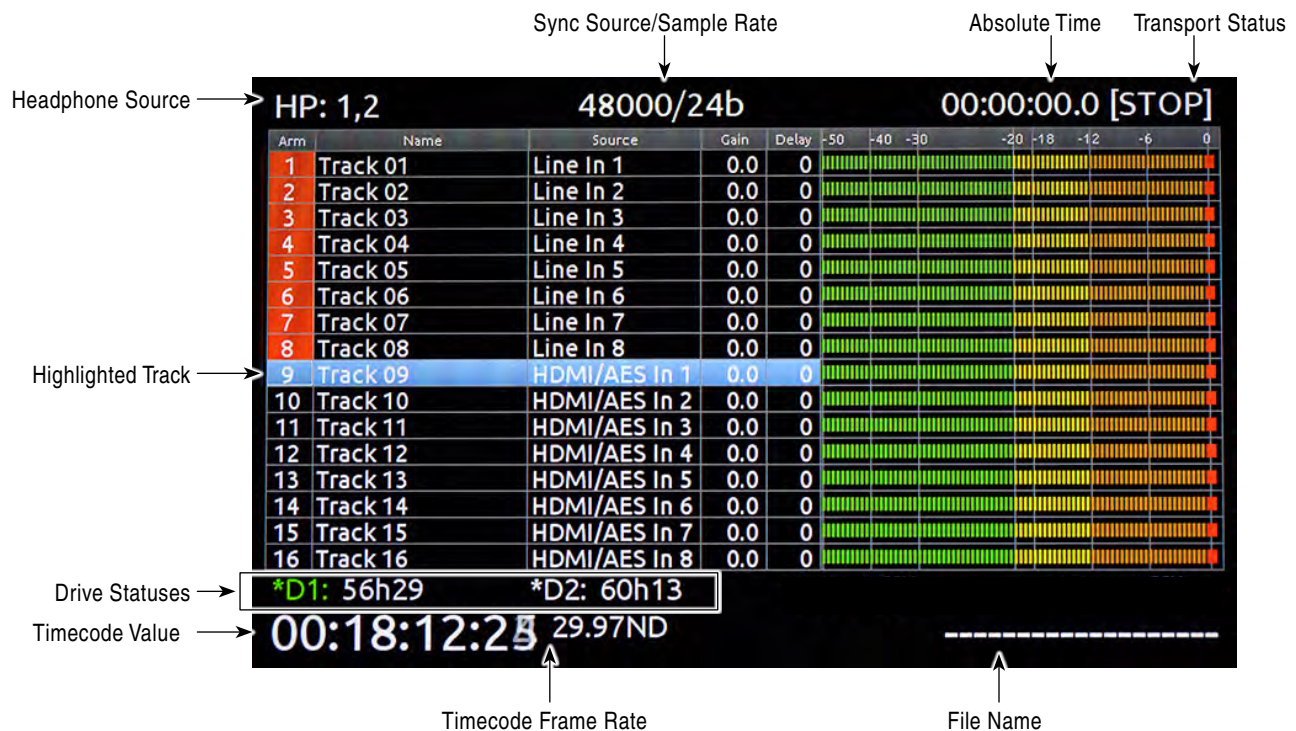 Sync Source/Sample Rate Absolute Time Transport Status
Headphone Source HP: 1,2 48000/24b 00:00:00.0 [STOP]
Arm Name Source Gain Delay -50 -40 -30 -20 -18 -12 -6 0
1 Track 01 Line In 1 0.0 0
2 Track 02 Line In 2 0.0 0
3 Track 03 Line In 3 0.0 0
4 Track 04 Line In 4 0.0 0
5 Track 05 Line In 5 0.0 0
6 Track 06 Line In 6 0.0 0
7 Track 07 Line In 7 0.0 0
8 Track 08 Line In 8 0.0 0
Highlighted Track 9 Track 09 HDMI/AES In 1 0.0 0
10 Track 10 HDMI/AES In 2 0.0 0
11 Track 11 HDMI/AES In 3 0.0 0
12 Track 12 HDMI/AES In 4 0.0 0
13 Track 13 HDMI/AES In 5 0.0 0
14 Track 14 HDMI/AES In 6 0.0 0
15 Track 15 HDMI/AES In 7 0.0 0
16 Track 16 HDMI/AES In 8 0.0 0
Drive Statuses *D1: 56h29 *D2: 60h13
Timecode Value 29.97ND --------------------
Timecode Frame Rate File Name